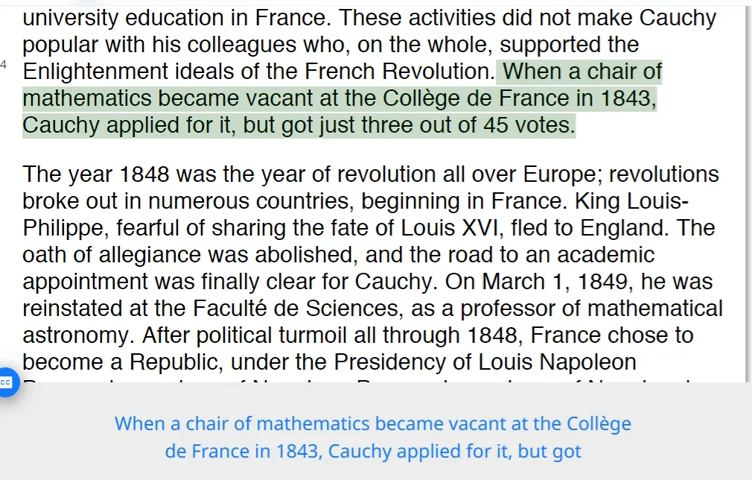 university education in France. These activities did not make Cauchy
popular with his colleagues who, on the whole, supported the
4
Enlightenment ideals of the French Revolution. When a chair of
mathematics became vacant at the Collège de France in 1843,
Cauchy applied for it, but got just three out of 45 votes.
The year 1848 was the year of revolution all over Europe; revolutions
broke out in numerous countries, beginning in France. King Louis-
Philippe, fearful of sharing the fate of Louis XVI, fled to England. The
oath of allegiance was abolished, and the road to an academic
appointment was finally clear for Cauchy. On March 1, 1849, he was
reinstated at the Faculté de Sciences, as a professor of mathematical
astronomy. After political turmoil all through 1848, France chose to
become a Republic, under the Presidency of Louis Napoleon
CC
When a chair of mathematics became vacant at the Collège
de France in 1843, Cauchy applied for it, but got